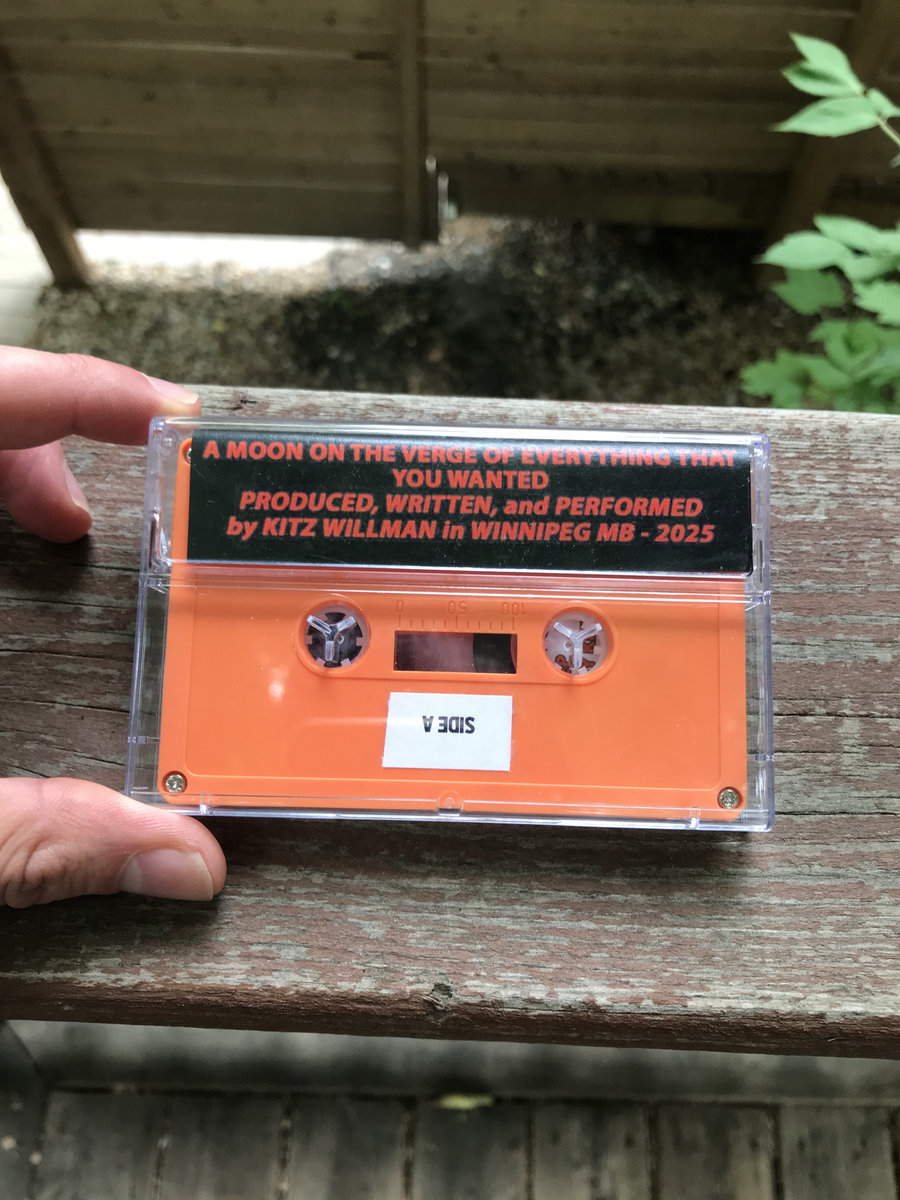 A MOON ON THE VERGE OF EVERYTHING THAT
YOU WANTED
PRODUCED, WRITTEN, and PERFORMED
by KITZ WILLMAN in WINNIPEG MB - 2025
100 50 0
SIDE A